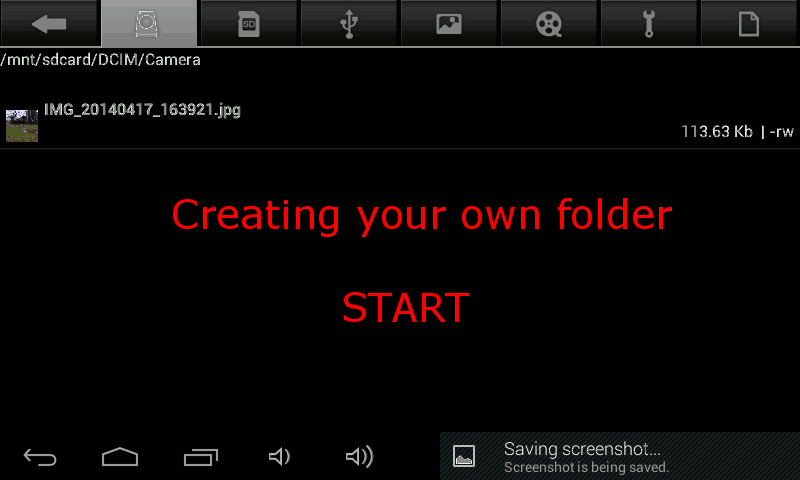 SD
/mnt/sdcard/DCIM/Camera
IMG_20140417_163921.jpg
113.63 Kb | -rw
Creating your own folder
START
Saving screenshot...
Screenshot is being saved.